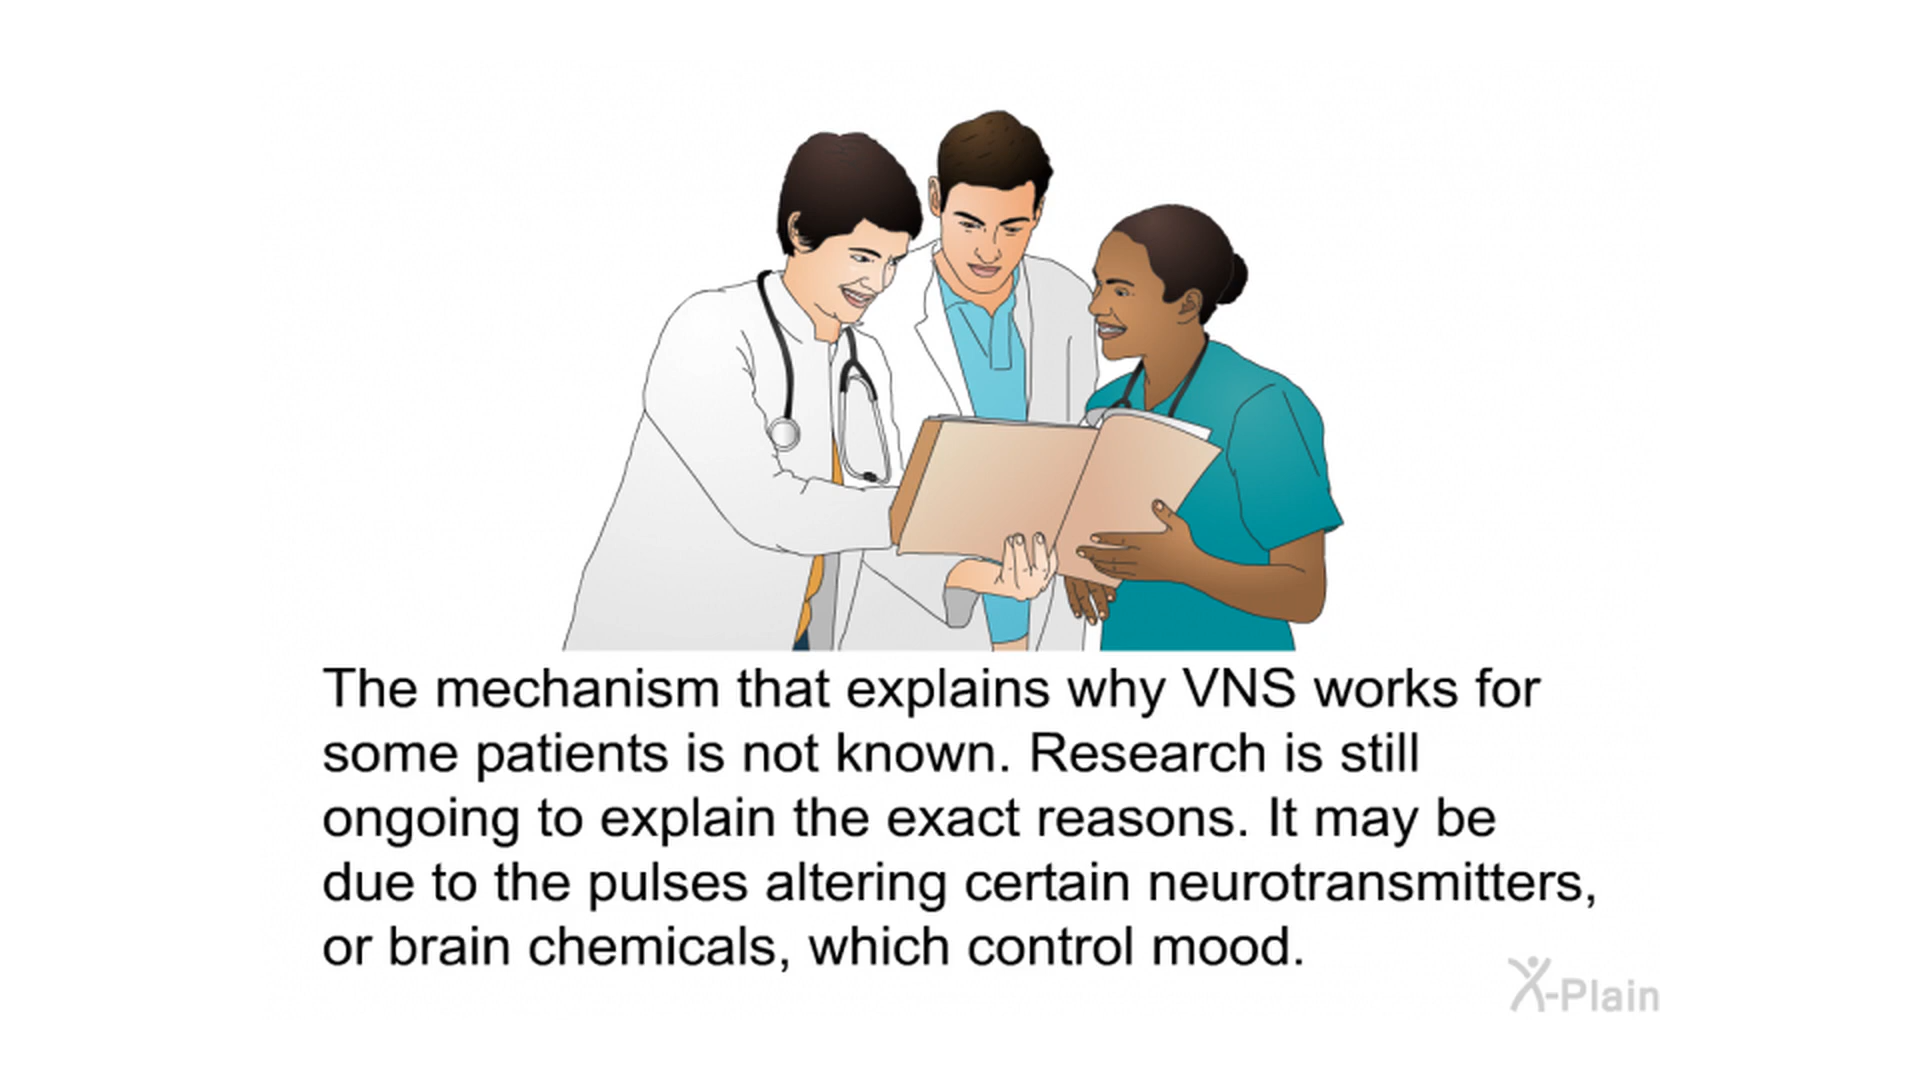 The mechanism that explains why VNS works for
some patients is not known. Research is still
ongoing to explain the exact reasons. It may be
due to the pulses altering certain neurotransmitters,
or brain chemicals, which control mood.
X-Plain